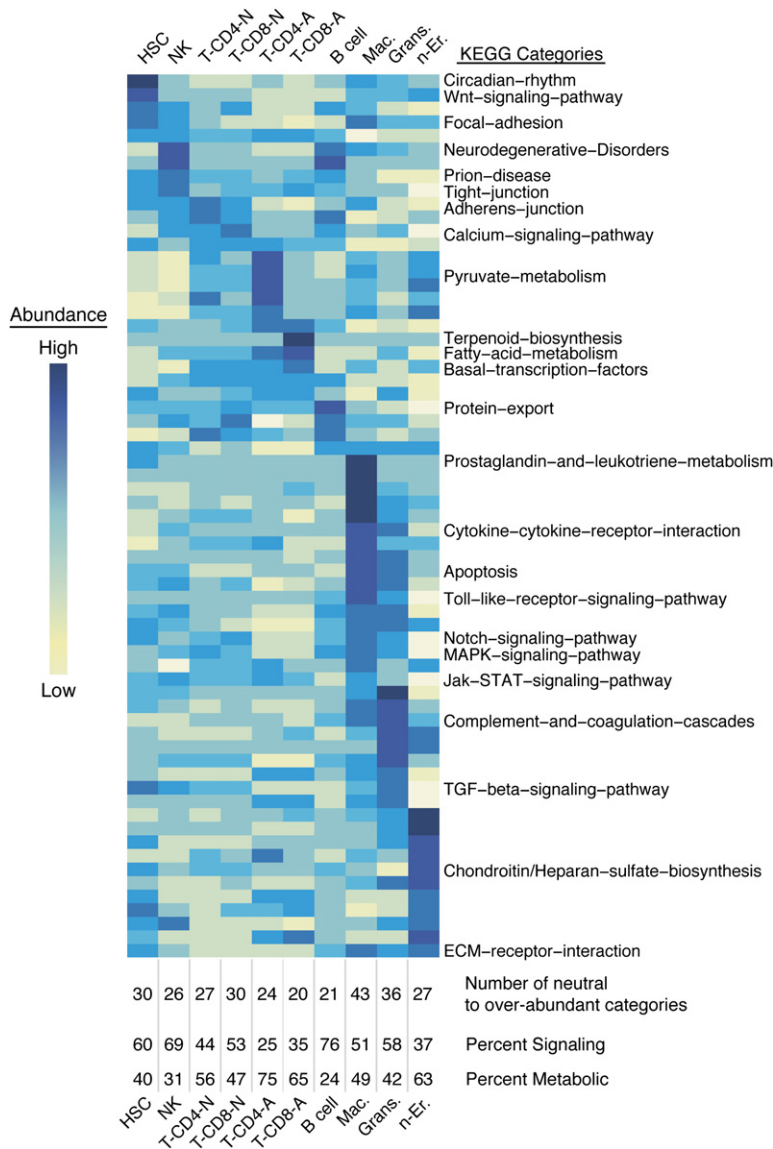 HSC NK T-CD4-N T-CD8-N T-CD4-A T-CD8-A B cell Mac. Grans. n-Er.
KEGG Categories
Circadian-rhythm
Wnt-signaling-pathway
Focal-adhesion
Neurodegenerative-Disorders
Prion-disease
Tight-junction
Adherens-junction
Calcium-signaling-pathway
Pyruvate-metabolism
Abundance
High
Low
Terpenoid-biosynthesis
Fatty-acid-metabolism
Basal-transcription-factors
Protein-export
Prostaglandin-and-leukotriene-metabolism
Cytokine-cytokine-receptor-interaction
Apoptosis
Toll-like-receptor-signaling-pathway
Notch-signaling-pathway
MAPK-signaling-pathway
Jak-STAT-signaling-pathway
Complement-and-coagulation-cascades
TGF-beta-signaling-pathway
Chondroitin/Heparan-sulfate-biosynthesis
ECM-receptor-interaction
30 26 27 30 24 20 21 43 36 27 Number of neutral
to over-abundant categories
60 69 44 53 25 35 76 51 58 37 Percent Signaling
40 31 56 47 75 65 24 49 42 63 Percent Metabolic
HSC NK T-CD4-N T-CD8-N T-CD4-A T-CD8-A B cell Mac. Grans. n-Er.